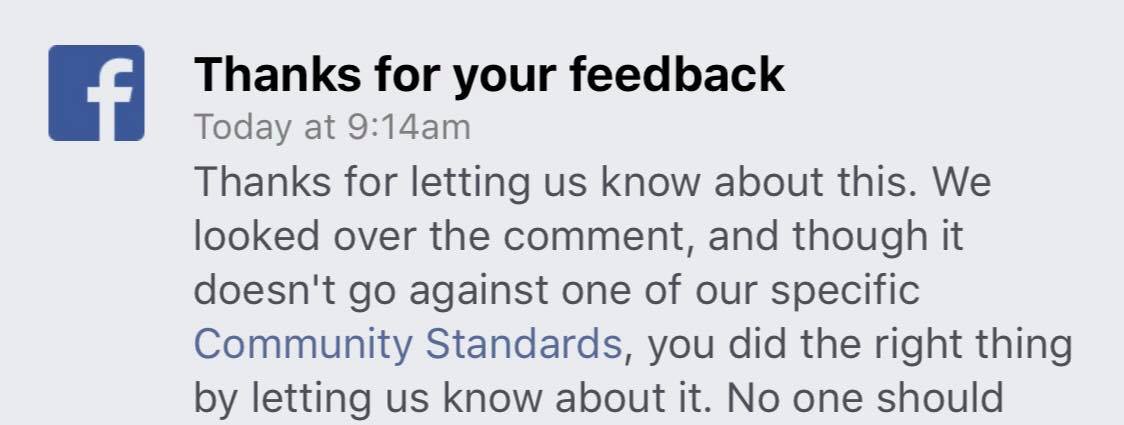 Thanks for your feedback
Today at 9:14am
Thanks for letting us know about this. We
looked over the comment, and though it
doesn't go against one of our specific
Community Standards, you did the right thing
by letting us know about it. No one should